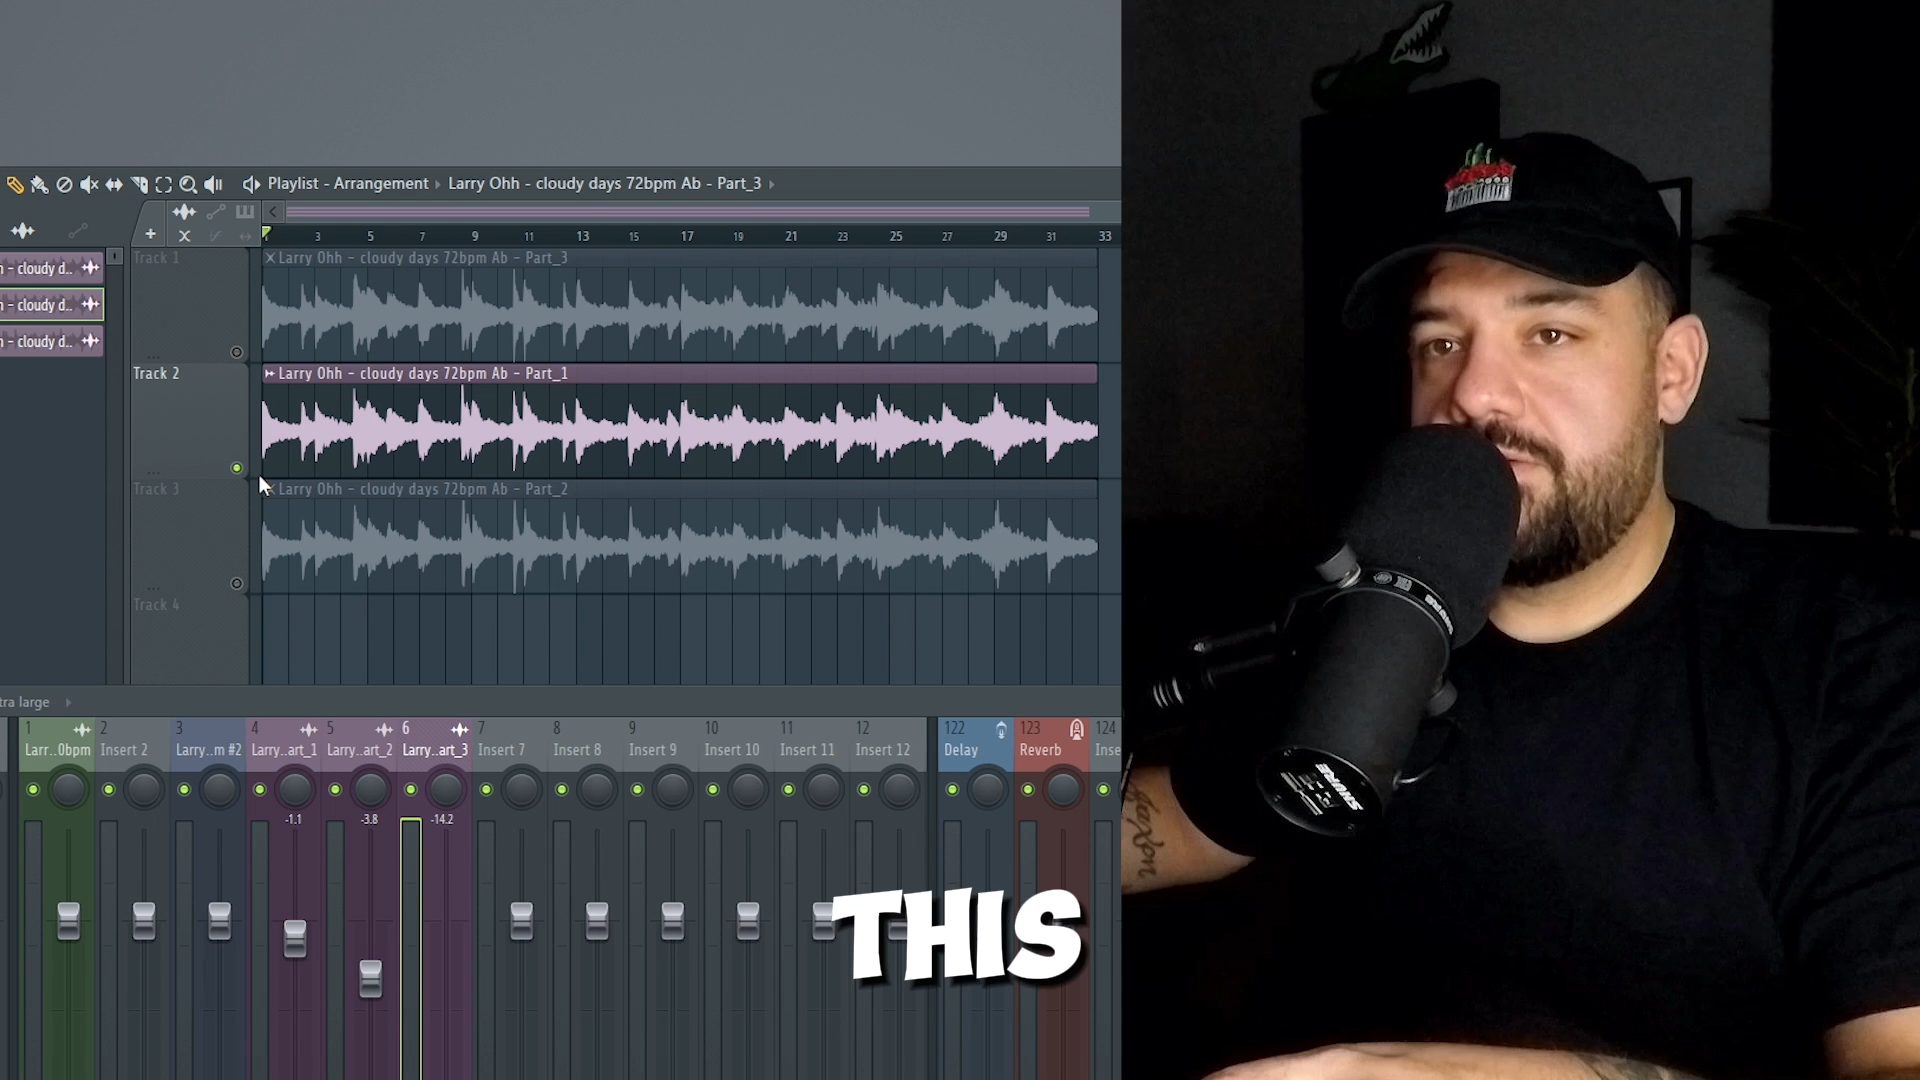 Playlist - Arrangement ▸ Larry Ohh - cloudy days 72bpm Ab - Part_3 ▸
1 3 5 7 9 11 13 15 17 19 21 23 25 27 29 31 33
Track 1
Larry Ohh - cloudy days 72bpm Ab - Part_3
- cloudy d..
- cloudy d..
- cloudy d..
Track 2
Larry Ohh - cloudy days 72bpm Ab - Part_1
Track 3
Larry Ohh - cloudy days 72bpm Ab - Part_2
Track 4
tra large
1 2 3 4 5 6 7 8 9 10 11 12 122 123 124
Larr..0bpm Insert 2 Larry..m #2 Larry..art_1 Larry..art_2 Larry..art_3 Insert 7 Insert 8 Insert 9 Insert 10 Insert 11 Insert 12 Delay Reverb Inse
-1.1 -3.8 -14.2
THIS
SHURE